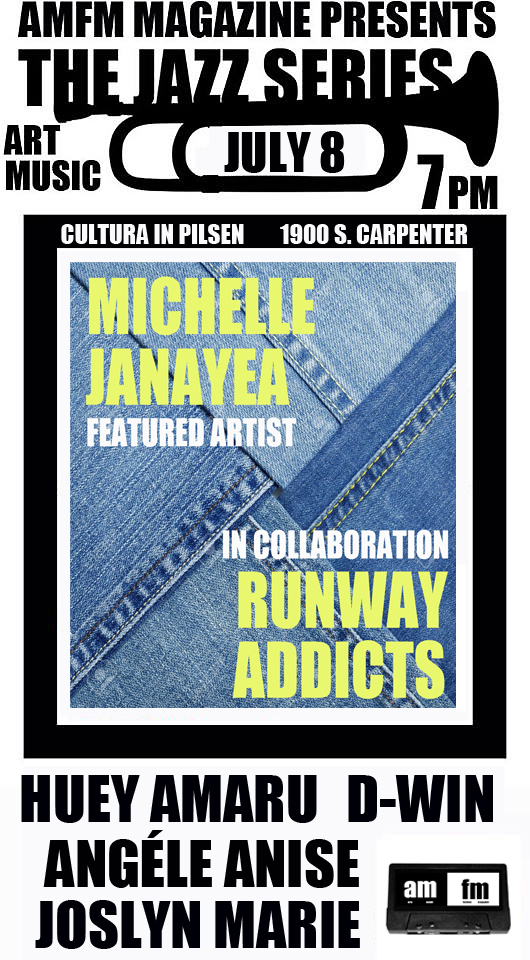 AMFM MAGAZINE PRESENTS
THE JAZZ SERIES
ART
MUSIC
JULY 8
7PM
CULTURA IN PILSEN 1900 S. CARPENTER
MICHELLE
JANAYEA
FEATURED ARTIST
IN COLLABORATION
RUNWAY
ADDICTS
HUEY AMARU D-WIN
ANGÉLE ANISE
JOSLYN MARIE
am fm